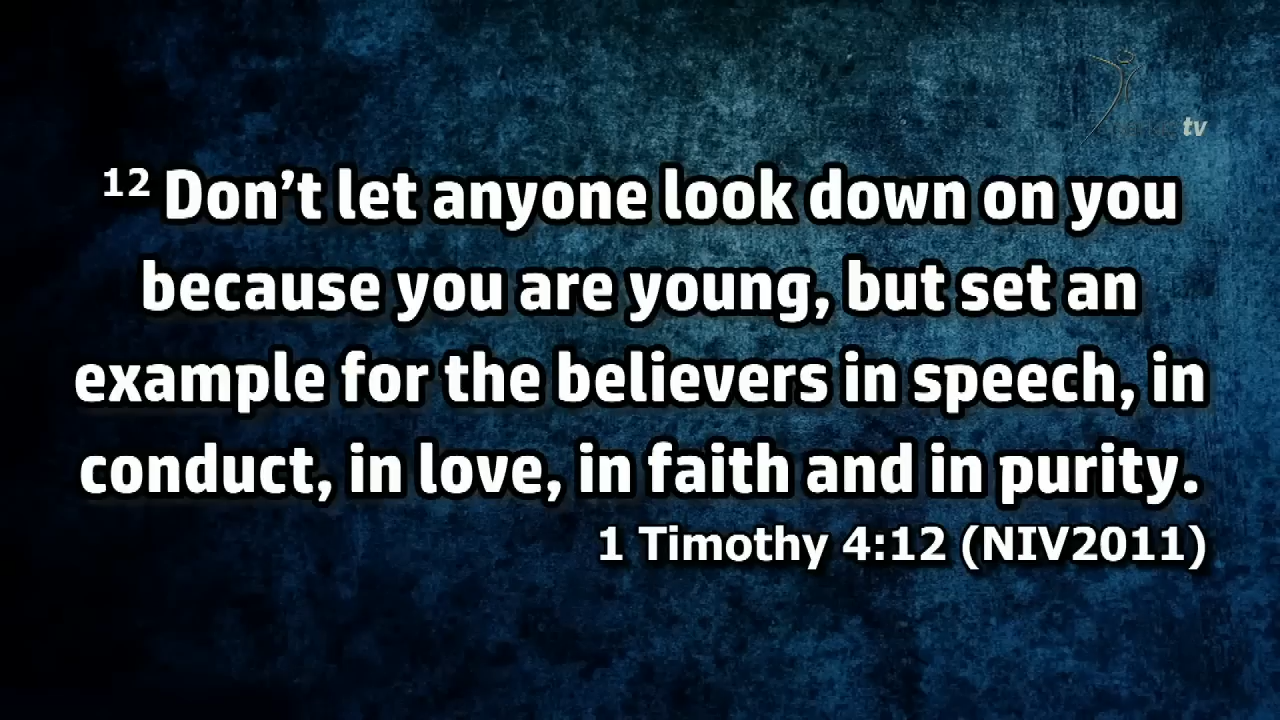 tv
12 Don’t let anyone look down on you
because you are young, but set an
example for the believers in speech, in
conduct, in love, in faith and in purity.
1 Timothy 4:12 (NIV2011)